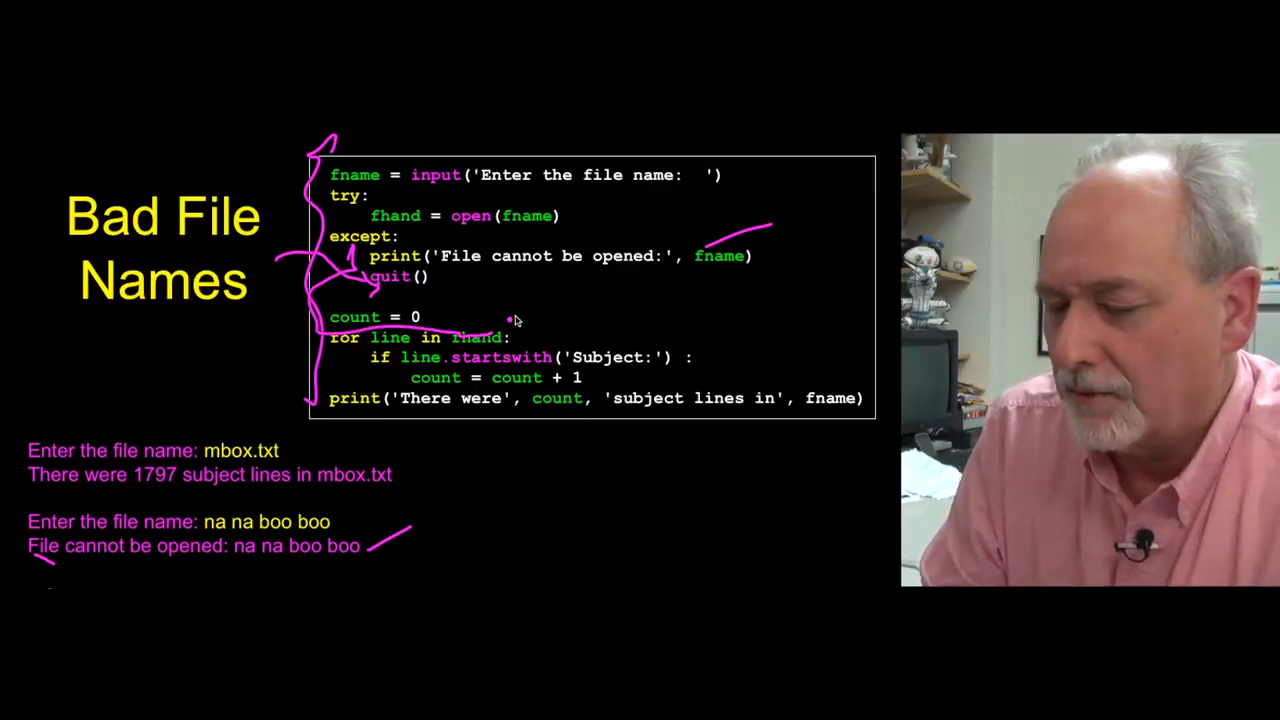 Bad File
Names
fname = input('Enter the file name:  ')
try:
    fhand = open(fname)
except:
    print('File cannot be opened:', fname)
    quit()
count = 0
for line in fhand:
    if line.startswith('Subject:') :
        count = count + 1
print('There were', count, 'subject lines in', fname)
Enter the file name: mbox.txt
There were 1797 subject lines in mbox.txt
Enter the file name: na na boo boo
File cannot be opened: na na boo boo